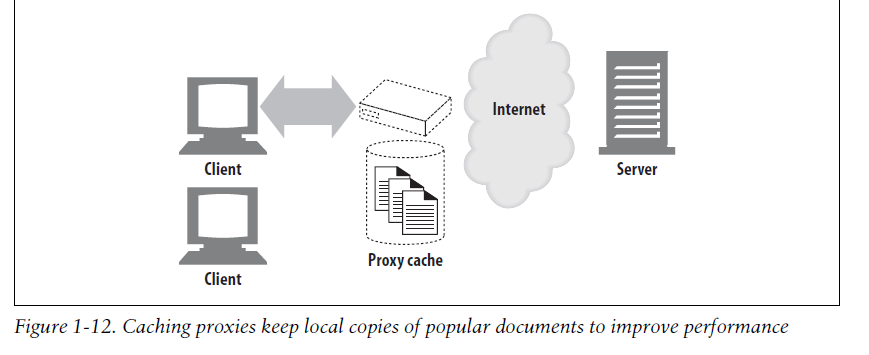 Internet
Client
Server
Client
Proxy cache
Figure 1-12. Caching proxies keep local copies of popular documents to improve performance